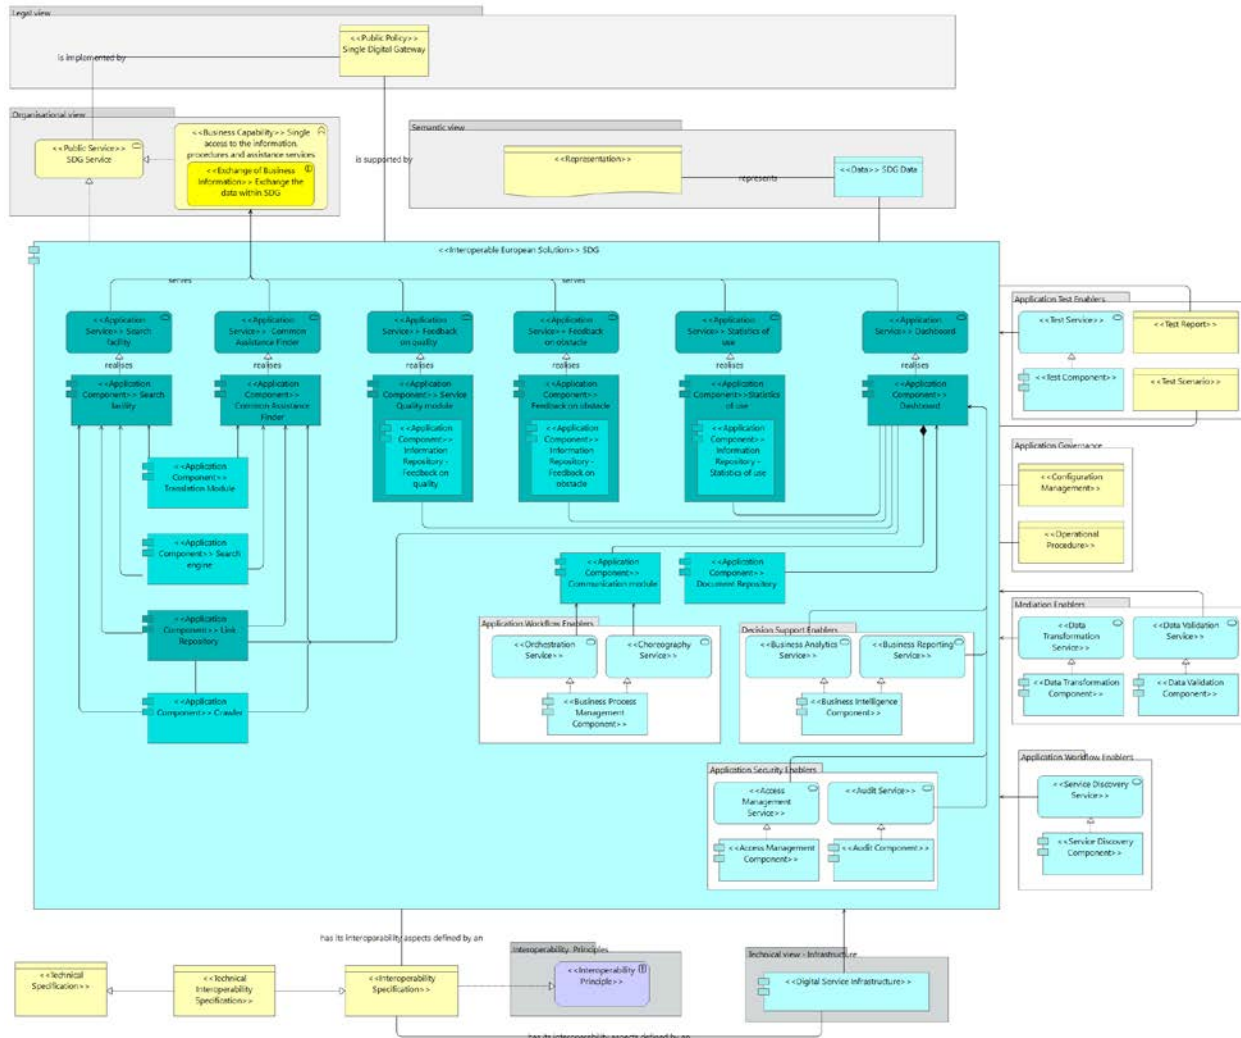 Legal view
<<Public Policy>>
Single Digital Gateway
is implemented by
Organisational view
<<Public Service>>
SDG Service
<<Business Capability>> Single
access to the information,
procedures and assistance services
<<Exchange of Business
Information>> Exchange the
data within SDG
is supported by
Semantic view
<<Representation>>
represents
<<Data>> SDG Data
<<Interoperable European Solution>> SDG
serves
serves
<<Application
Service>> Search
facility
<<Application
Service>> Common
Assistance Finder
<<Application
Service>> Feedback
on quality
<<Application
Service>> Feedback
on obstacle
<<Application
Service>> Statistics of
use
<<Application
Service>> Dashboard
realises
realises
realises
realises
realises
realises
<<Application
Component>> Search
facility
<<Application
Component>>
Common Assistance
Finder
<<Application
Component>> Service
Quality module
<<Application
Component>>
Information
Repository -
Feedback on
quality
<<Application
Component>>
Feedback on obstacle
<<Application
Component>>
Information
Repository -
Feedback on
obstacle
<<Application
Component>>Statistics
of use
<<Application
Component>>
Information
Repository -
Statistics of use
<<Application
Component>>
Dashboard
<<Application
Component>>
Translation Module
<<Application
Component>> Search
engine
<<Application
Component>> Link
Repository
<<Application
Component>> Crawler
<<Application
Component>>
Communication module
<<Application
Component>>
Document Repository
Application Workflow Enablers
<<Orchestration
Service>>
<<Choreography
Service>>
<<Business Process
Management
Component>>
Decision Support Enablers
<<Business Analytics
Service>>
<<Business Reporting
Service>>
<<Business Intelligence
Component>>
Application Security Enablers
<<Access
Management
Service>>
<<Audit Service>>
<<Access Management
Component>>
<<Audit Component>>
Application Test Enablers
<<Test Service>>
<<Test Report>>
<<Test Component>>
<<Test Scenario>>
Application Governance
<<Configuration
Management>>
<<Operational
Procedure>>
Mediation Enablers
<<Data
Transformation
Service>>
<<Data Validation
Service>>
<<Data Transformation
Component>>
<<Data Validation
Component>>
Application Workflow Enablers
<<Service Discovery
Service>>
<<Service Discovery
Component>>
has its interoparability aspects defined by an
<<Technical
Specification>>
<<Technical
Interoperability
Specification>>
<<Interoperability
Specification>>
Interoperability Principles
<<Interoperability
Principle>>
Technical view - Infrastructure
<<Digital Service Infrastructure>>
has its interoparability aspects defined by an